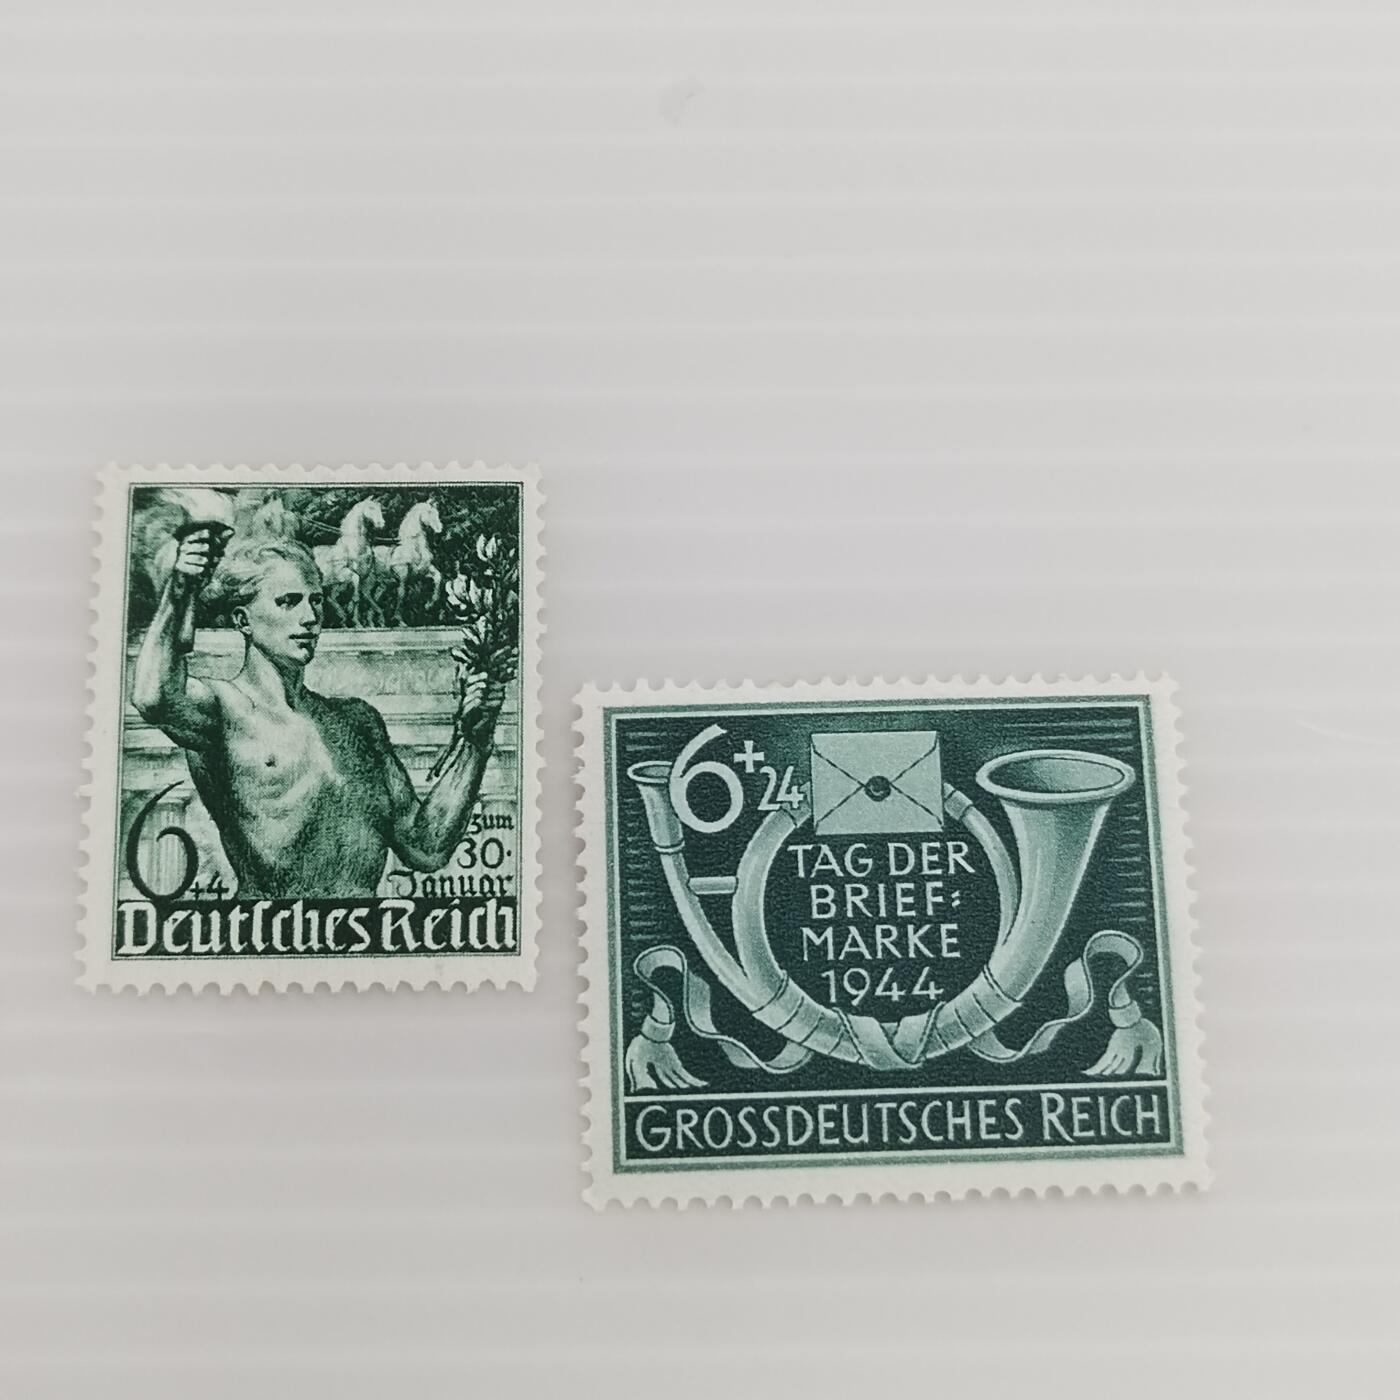 6+4
zum
30.
Januar
Deutsches Reich
6+24
TAG DER
BRIEF:
MARKE
1944
GROSSDEUTSCHES REICH